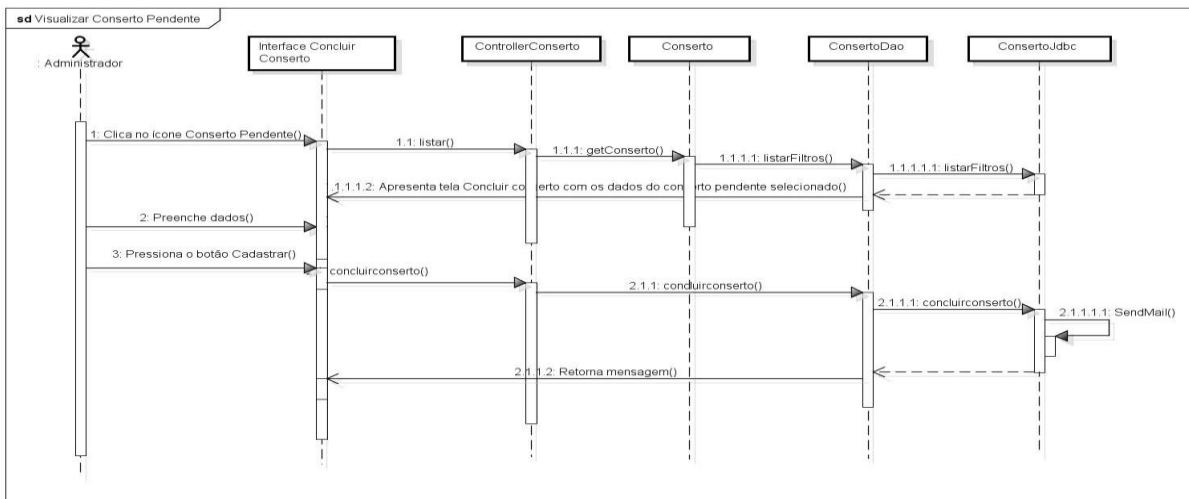 sd Visualizar Conserto Pendente
: Administrador
Interface Concluir
Conserto
ControllerConserto
Conserto
ConsertoDao
ConsertoJdbc
1: Clica no ícone Conserto Pendente()
1.1: listar()
1.1.1: getConserto()
1.1.1.1: listarFiltros()
1.1.1.1.1: listarFiltros()
.1.1.1.2: Apresenta tela Concluir conserto com os dados do conserto pendente selecionado()
2: Preenche dados()
3: Pressiona o botão Cadastrar()
concluirconserto()
2.1.1: concluirconserto()
2.1.1.1: concluirconserto()
2.1.1.1.1: SendMail()
2.1.1.2: Retorna mensagem()